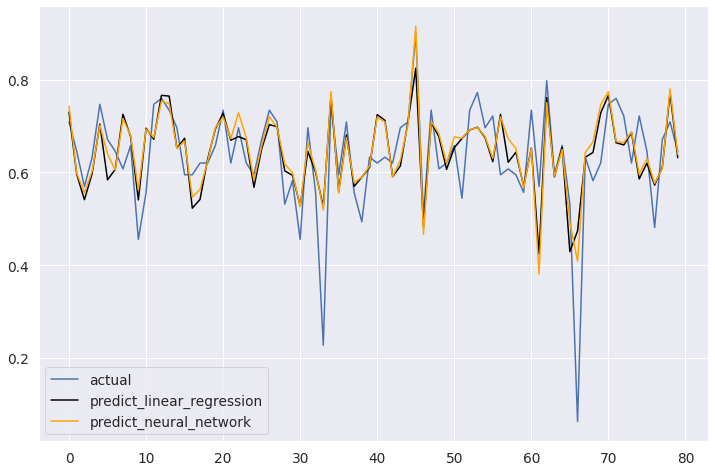 0.8
0.6
0.4
0.2
actual
predict_linear_regression
predict_neural_network
0 10 20 30 40 50 60 70 80